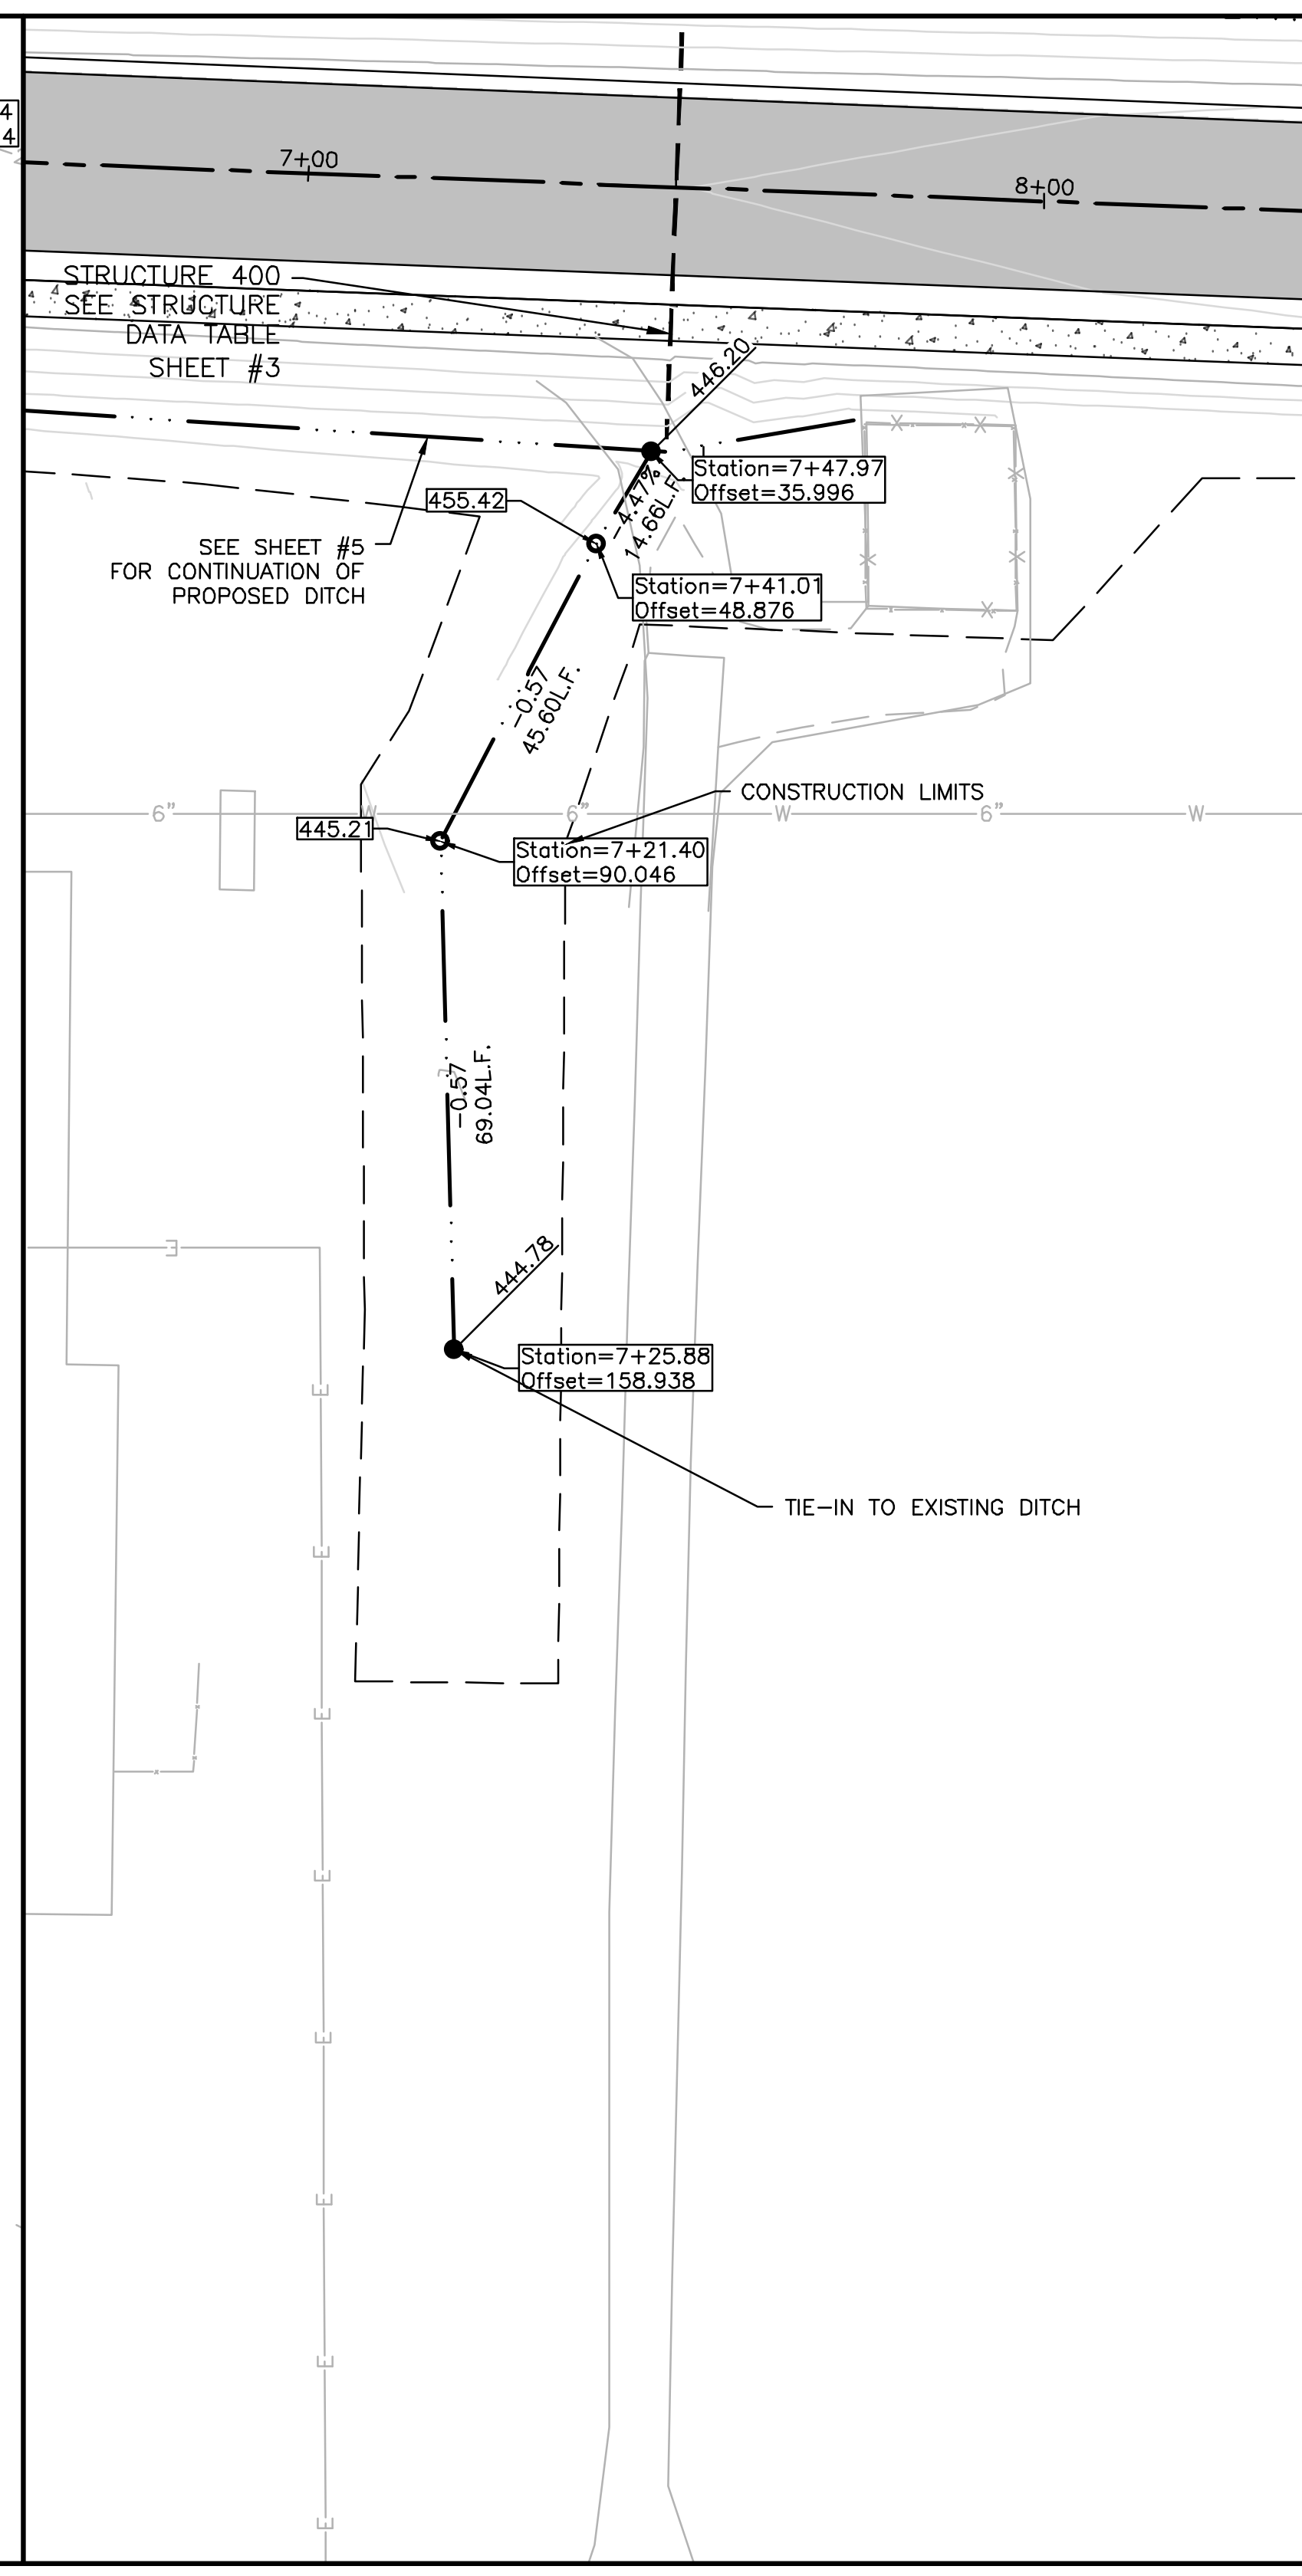 4
4
7+00
8+00
STRUCTURE 400
SEE STRUCTURE
DATA TABLE
SHEET #3
446.20
Station=7+47.97
Offset=35.996
455.42
4.47%
14.66L.F.
SEE SHEET #5
FOR CONTINUATION OF
PROPOSED DITCH
Station=7+41.01
Offset=48.876
-0.57
45.60L.F.
CONSTRUCTION LIMITS
6"
W
6"
W
6"
W
445.21
Station=7+21.40
Offset=90.046
-0.57
69.04L.F.
444.78
E
Station=7+25.88
Offset=158.938
E
TIE-IN TO EXISTING DITCH
E
E
E
E
E
E
E